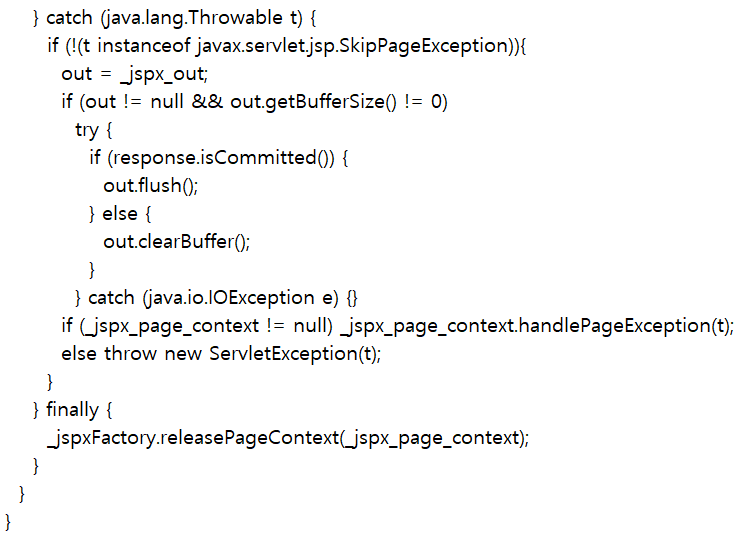 } catch (java.lang.Throwable t) {
if (!(t instanceof javax.servlet.jsp.SkipPageException)){
out = _jspx_out;
if (out != null && out.getBufferSize() != 0)
try {
if (response.isCommitted()) {
out.flush();
} else {
out.clearBuffer();
}
} catch (java.io.IOException e) {}
if (_jspx_page_context != null) _jspx_page_context.handlePageException(t);
else throw new ServletException(t);
}
} finally {
_jspxFactory.releasePageContext(_jspx_page_context);
}
}
}